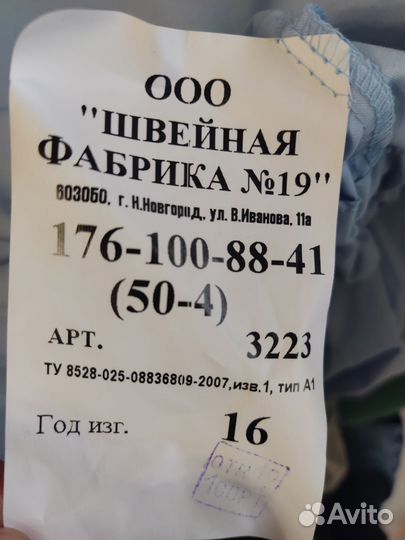 ООО
"ШВЕЙНАЯ
ФАБРИКА №19"
603050, г. Н.Новгород, ул. В.Иванова, 11а
176-100-88-41
(50-4)
АРТ. 3223
ТУ 8528-025-08836809-2007,изв.1, тип А1
Год изг. 16
Avito